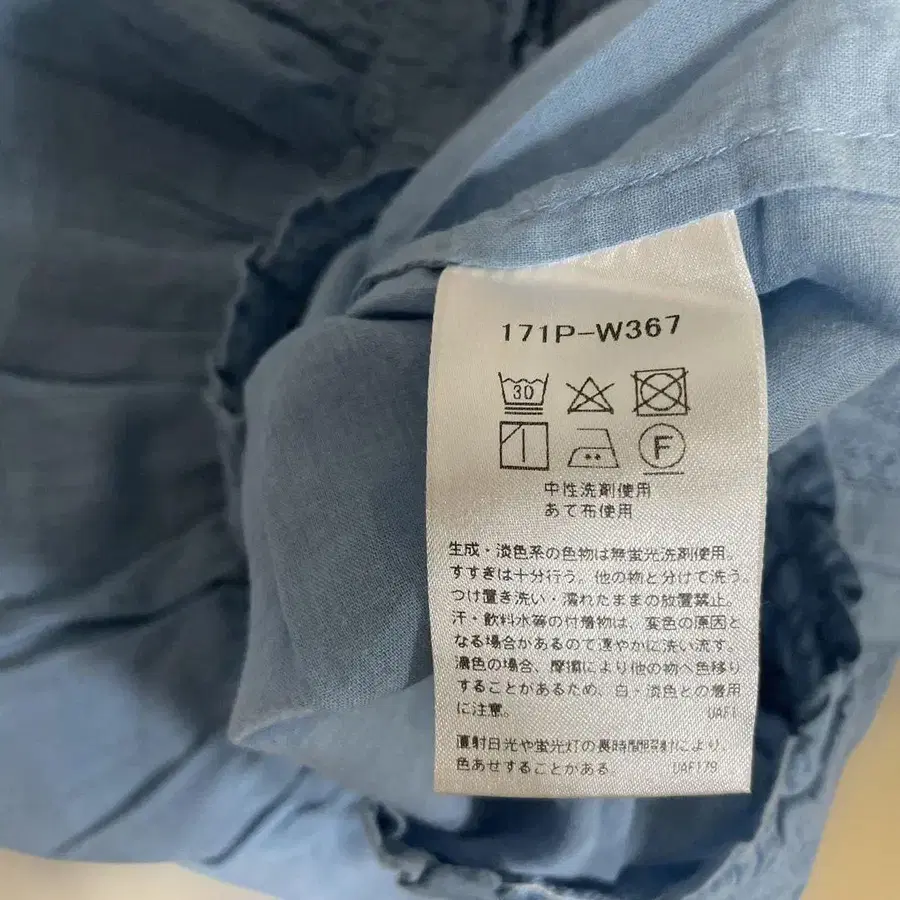 171P-W367
30
F
中性洗剤使用
あて布使用
生成・淡色系の色物は無蛍光洗剤使用。
すすぎは十分行う。他の物と分けて洗う。
つけ置き洗い・濡れたままの放置禁止。
汗・飲料水等の付着物は、変色の原因と
なる場合があるので速やかに洗い流す。
濃色の場合、摩擦により他の物へ色移り
することがあるため、白・淡色との着用
に注意。
直射日光や蛍光灯の長時間照射により、
色あせすることがある。 UAF179